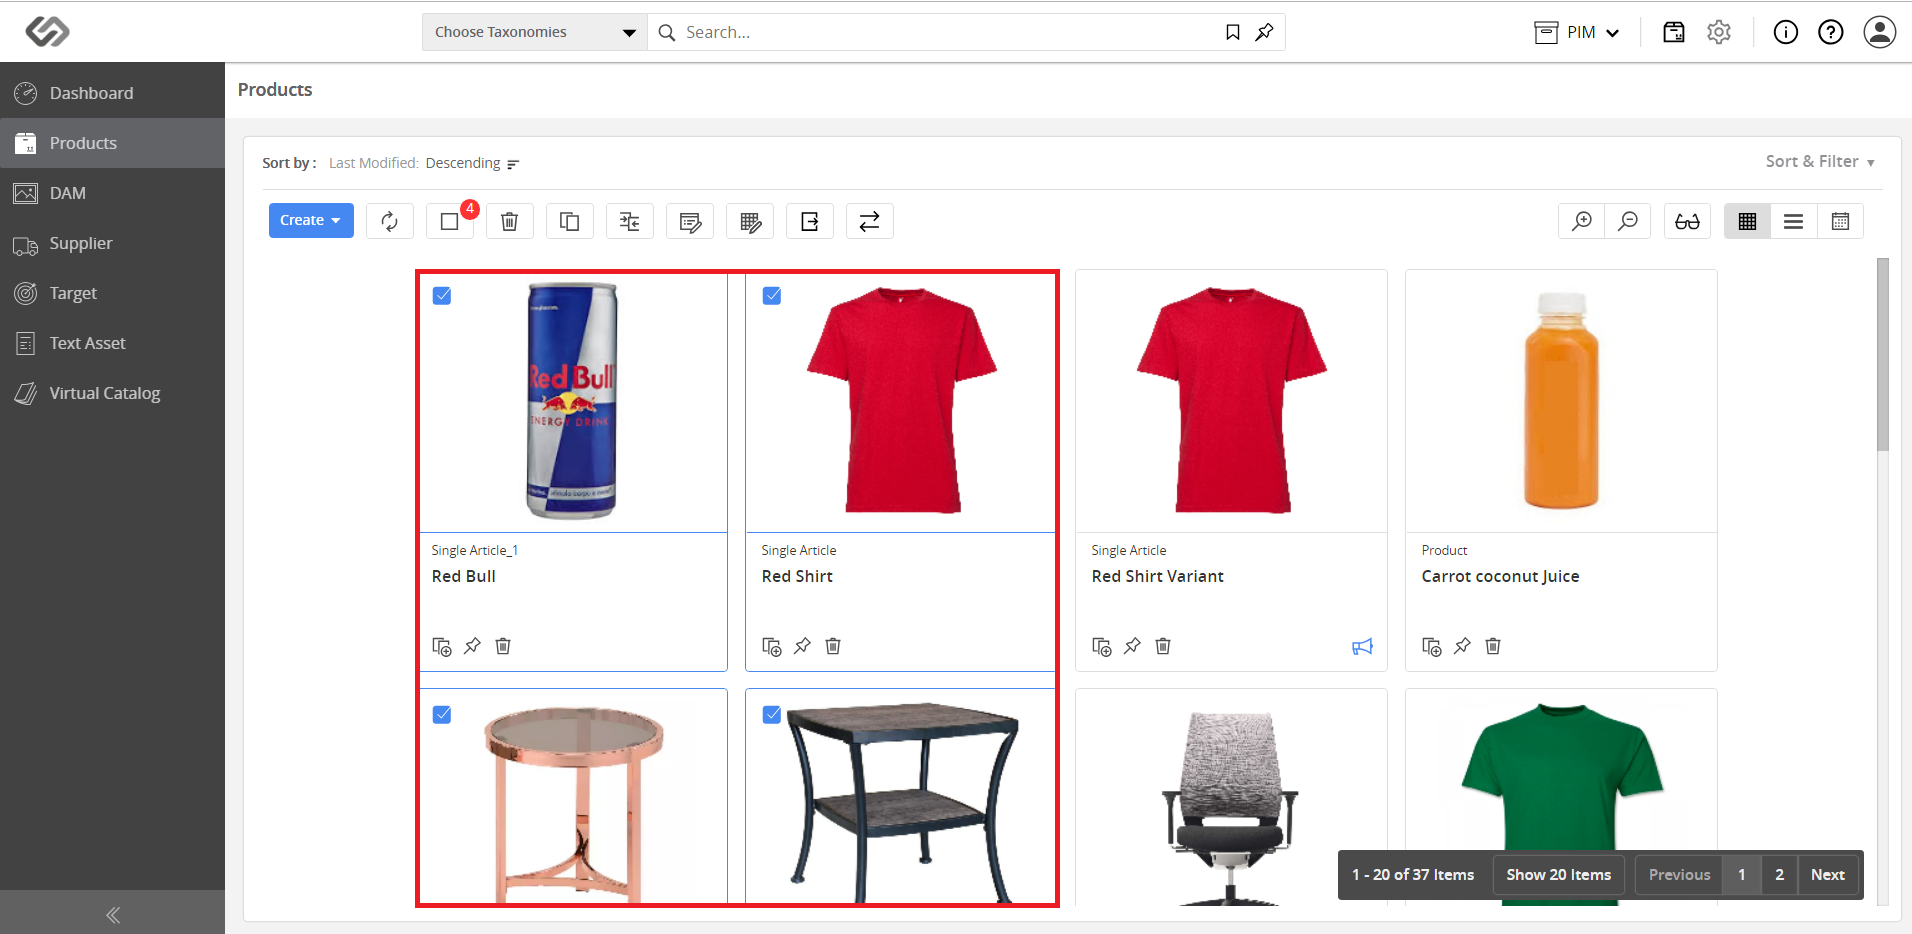 Choose Taxonomies
Search...
PIM
Dashboard
Products
DAM
Supplier
Target
Text Asset
Virtual Catalog
Products
Sort by : Last Modified: Descending
Sort & Filter
Create
4
Red Bull
ENERGY DRINK
Single Article_1
Red Bull
Single Article
Red Shirt
Single Article
Red Shirt Variant
Product
Carrot coconut Juice
1 - 20 of 37 Items
Show 20 Items
Previous
1
2
Next